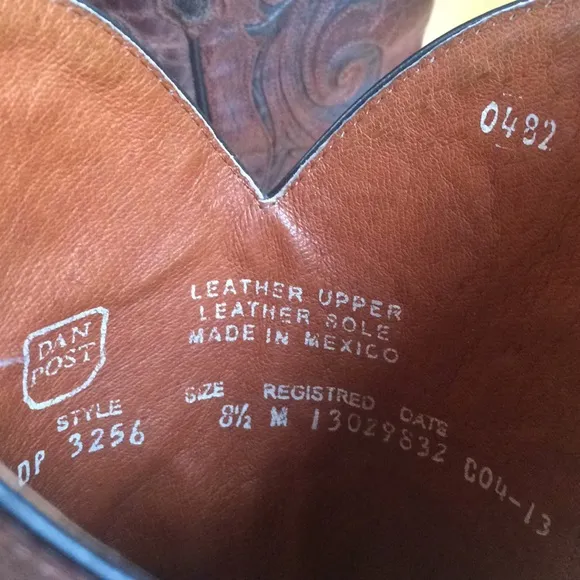 0482
LEATHER UPPER
LEATHER SOLE
MADE IN MEXICO
DAN
POST
STYLE SIZE REGISTRED DATE
DP 3256 8½ M 13029832 C04-13